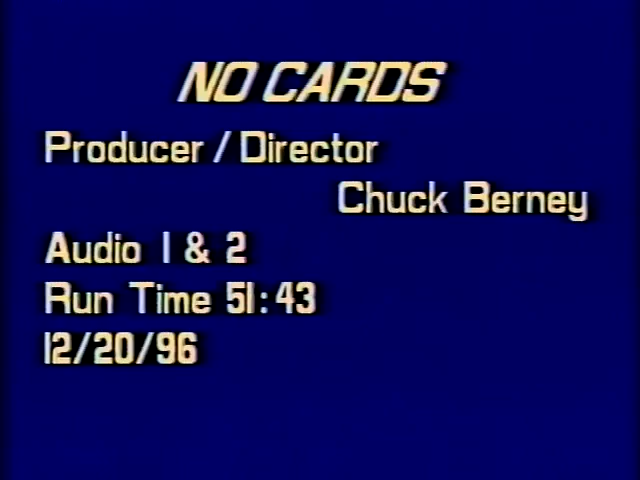 NO CARDS
Producer / Director
Chuck Berney
Audio 1 & 2
Run Time 51:43
12/20/96